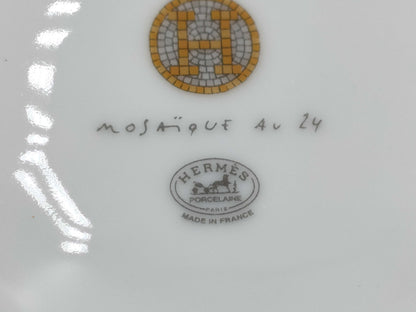 H
MOSAÏQUE AU 24
HERMÈS
PORCELAINE
PARIS
MADE IN FRANCE